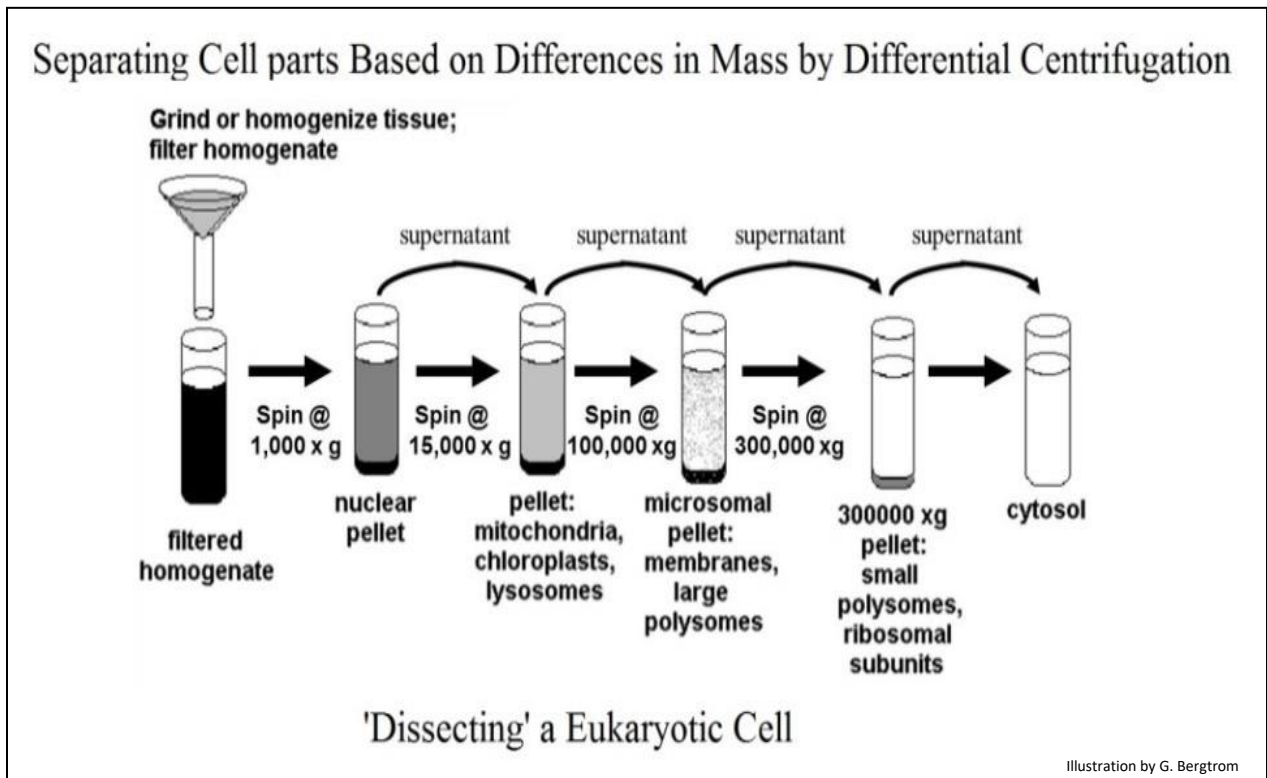 Separating Cell parts Based on Differences in Mass by Differential Centrifugation
Grind or homogenize tissue;
filter homogenate
supernatant
supernatant
supernatant
supernatant
Spin @
1,000 x g
Spin @
15,000 x g
Spin @
100,000 xg
Spin @
300,000 xg
filtered
homogenate
nuclear
pellet
pellet:
mitochondria,
chloroplasts,
lysosomes
microsomal
pellet:
membranes,
large
polysomes
300000 xg
pellet:
small
polysomes,
ribosomal
subunits
cytosol
'Dissecting' a Eukaryotic Cell
Illustration by G. Bergtrom